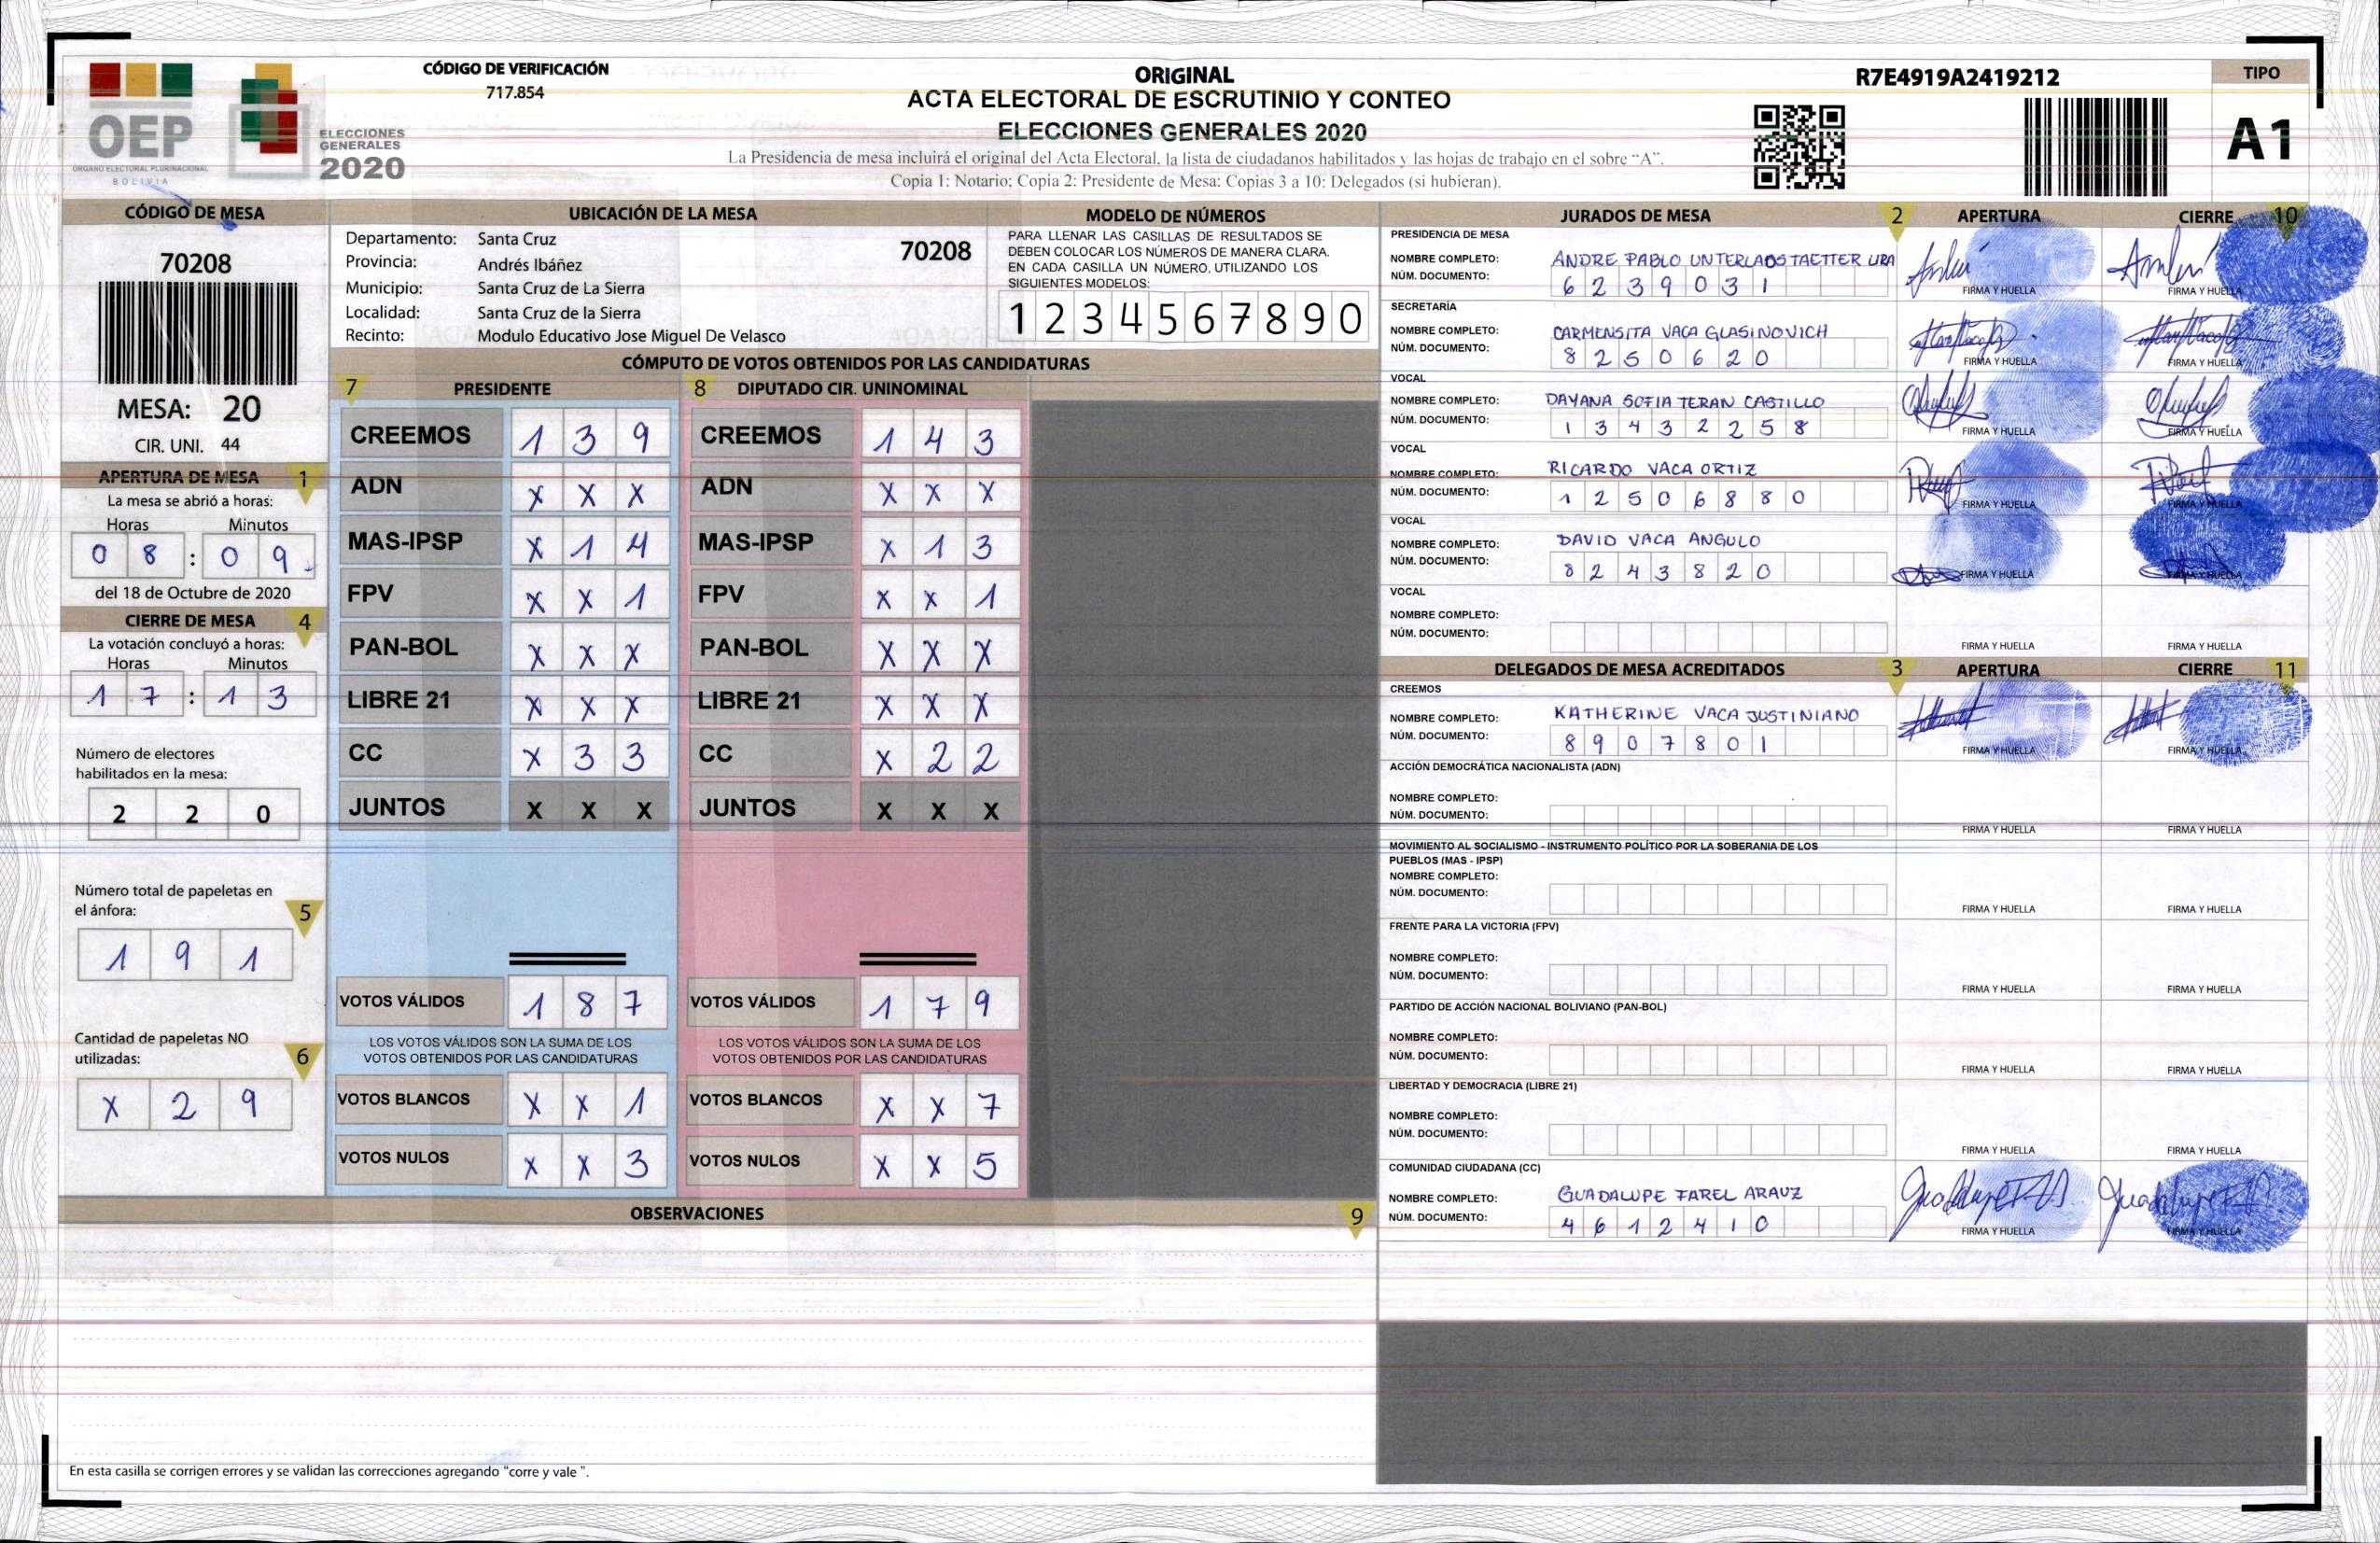 OEP
ÓRGANO ELECTORAL PLURINACIONAL
BOLIVIA
ELECCIONES
GENERALES
2020
CÓDIGO DE VERIFICACIÓN
717.854
ORIGINAL
ACTA ELECTORAL DE ESCRUTINIO Y CONTEO
ELECCIONES GENERALES 2020
La Presidencia de mesa incluirá el original del Acta Electoral, la lista de ciudadanos habilitados y las hojas de trabajo en el sobre “A”.
Copia 1: Notario; Copia 2: Presidente de Mesa: Copias 3 a 10: Delegados (si hubieran).
R7E4919A2419212
TIPO
A1
CÓDIGO DE MESA
70208
MESA: 20
CIR. UNI. 44
APERTURA DE MESA 1
La mesa se abrió a horas:
Horas Minutos
0 8 : 0 9
del 18 de Octubre de 2020
CIERRE DE MESA 4
La votación concluyó a horas:
Horas Minutos
1 7 : 1 3
Número de electores
habilitados en la mesa:
2 2 0
Número total de papeletas en
el ánfora: 5
1 9 1
Cantidad de papeletas NO
utilizadas: 6
X 2 9
UBICACIÓN DE LA MESA
Departamento: Santa Cruz 70208
Provincia: Andrés Ibáñez
Municipio: Santa Cruz de La Sierra
Localidad: Santa Cruz de la Sierra
Recinto: Modulo Educativo Jose Miguel De Velasco
MODELO DE NÚMEROS
PARA LLENAR LAS CASILLAS DE RESULTADOS SE
DEBEN COLOCAR LOS NÚMEROS DE MANERA CLARA.
EN CADA CASILLA UN NÚMERO, UTILIZANDO LOS
SIGUIENTES MODELOS:
1 2 3 4 5 6 7 8 9 0
CÓMPUTO DE VOTOS OBTENIDOS POR LAS CANDIDATURAS
7 PRESIDENTE 8 DIPUTADO CIR. UNINOMINAL
CREEMOS 1 3 9 CREEMOS 1 4 3
ADN X X X ADN X X X
MAS-IPSP X 1 4 MAS-IPSP X 1 3
FPV X X 1 FPV X X 1
PAN-BOL X X X PAN-BOL X X X
LIBRE 21 X X X LIBRE 21 X X X
CC X 3 3 CC X 2 2
JUNTOS X X X JUNTOS X X X
VOTOS VÁLIDOS 1 8 7 VOTOS VÁLIDOS 1 7 9
LOS VOTOS VÁLIDOS SON LA SUMA DE LOS LOS VOTOS VÁLIDOS SON LA SUMA DE LOS
VOTOS OBTENIDOS POR LAS CANDIDATURAS VOTOS OBTENIDOS POR LAS CANDIDATURAS
VOTOS BLANCOS X X 1 VOTOS BLANCOS X X 7
VOTOS NULOS X X 3 VOTOS NULOS X X 5
OBSERVACIONES 9
En esta casilla se corrigen errores y se validan las correcciones agregando “corre y vale ”.
JURADOS DE MESA 2 APERTURA CIERRE 10
PRESIDENCIA DE MESA
NOMBRE COMPLETO: ANDRE PABLO UNTERLADSTAETTER URA
NÚM. DOCUMENTO: 6 2 3 9 0 3 1
FIRMA Y HUELLA FIRMA Y HUELLA
SECRETARÍA
NOMBRE COMPLETO: CARMENSITA VACA GLASINOVICH
NÚM. DOCUMENTO: 8 2 5 0 6 2 0
FIRMA Y HUELLA FIRMA Y HUELLA
VOCAL
NOMBRE COMPLETO: DAYANA SOFIA TERAN CASTILLO
NÚM. DOCUMENTO: 1 3 4 3 2 2 5 8
FIRMA Y HUELLA FIRMA Y HUELLA
VOCAL
NOMBRE COMPLETO: RICARDO VACA ORTIZ
NÚM. DOCUMENTO: 1 2 5 0 6 8 8 0
FIRMA Y HUELLA FIRMA Y HUELLA
VOCAL
NOMBRE COMPLETO: DAVID VACA ANGULO
NÚM. DOCUMENTO: 8 2 4 3 8 2 0
FIRMA Y HUELLA FIRMA Y HUELLA
VOCAL
NOMBRE COMPLETO:
NÚM. DOCUMENTO:
FIRMA Y HUELLA FIRMA Y HUELLA
DELEGADOS DE MESA ACREDITADOS 3 APERTURA CIERRE 11
CREEMOS
NOMBRE COMPLETO: KATHERINE VACA JUSTINIANO
NÚM. DOCUMENTO: 8 9 0 7 8 0 1
FIRMA Y HUELLA FIRMA Y HUELLA
ACCIÓN DEMOCRÁTICA NACIONALISTA (ADN)
NOMBRE COMPLETO:
NÚM. DOCUMENTO:
FIRMA Y HUELLA FIRMA Y HUELLA
MOVIMIENTO AL SOCIALISMO - INSTRUMENTO POLÍTICO POR LA SOBERANIA DE LOS
PUEBLOS (MAS - IPSP)
NOMBRE COMPLETO:
NÚM. DOCUMENTO:
FIRMA Y HUELLA FIRMA Y HUELLA
FRENTE PARA LA VICTORIA (FPV)
NOMBRE COMPLETO:
NÚM. DOCUMENTO:
FIRMA Y HUELLA FIRMA Y HUELLA
PARTIDO DE ACCIÓN NACIONAL BOLIVIANO (PAN-BOL)
NOMBRE COMPLETO:
NÚM. DOCUMENTO:
FIRMA Y HUELLA FIRMA Y HUELLA
LIBERTAD Y DEMOCRACIA (LIBRE 21)
NOMBRE COMPLETO:
NÚM. DOCUMENTO:
FIRMA Y HUELLA FIRMA Y HUELLA
COMUNIDAD CIUDADANA (CC)
NOMBRE COMPLETO: GUADALUPE FAREL ARAUZ
NÚM. DOCUMENTO: 4 6 1 2 4 1 0
FIRMA Y HUELLA FIRMA Y HUELLA